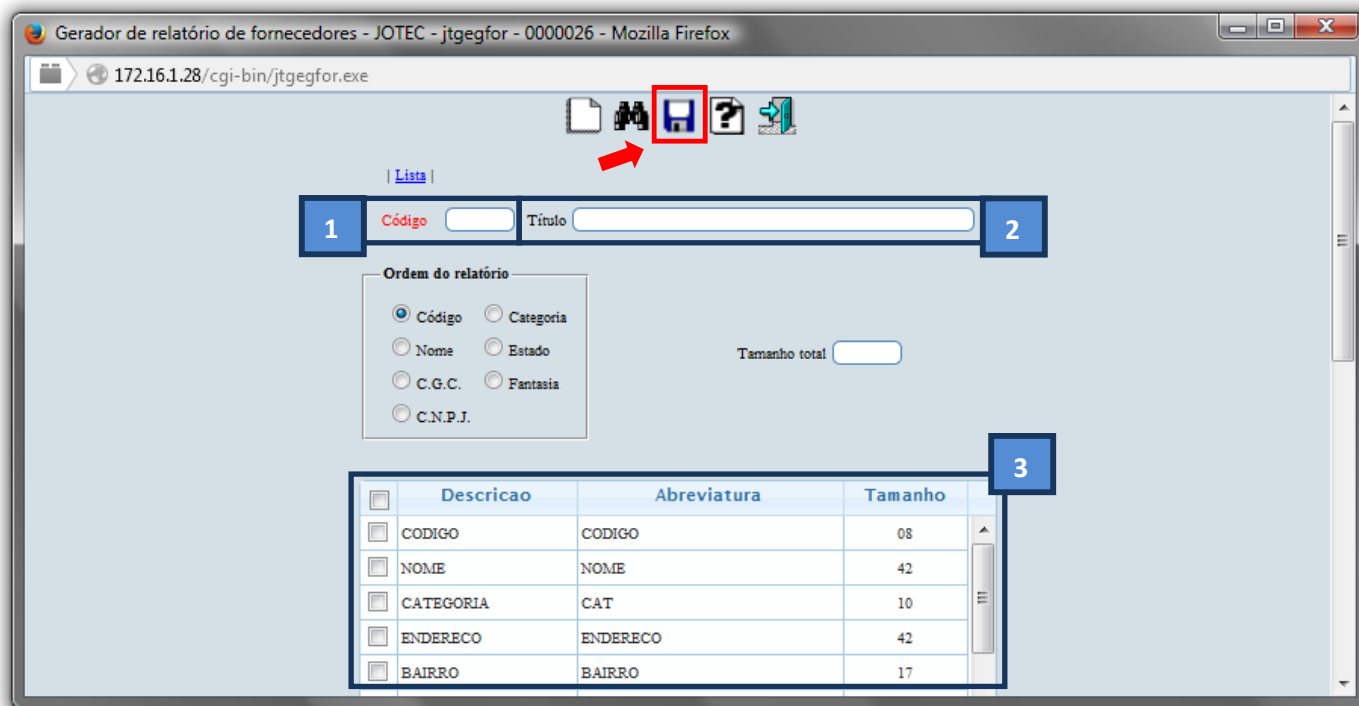 Gerador de relatório de fornecedores - JOTEC - jtgegfor - 0000026 - Mozilla Firefox
172.16.1.28/cgi-bin/jtgegfor.exe
| Lista |
1 Código Título 2
Ordem do relatório
Código Categoria
Nome Estado
Tamanho total
C.G.C. Fantasia
C.N.P.J.
3
Descricao Abreviatura Tamanho
CODIGO CODIGO 08
NOME NOME 42
CATEGORIA CAT 10
ENDERECO ENDERECO 42
BAIRRO BAIRRO 17